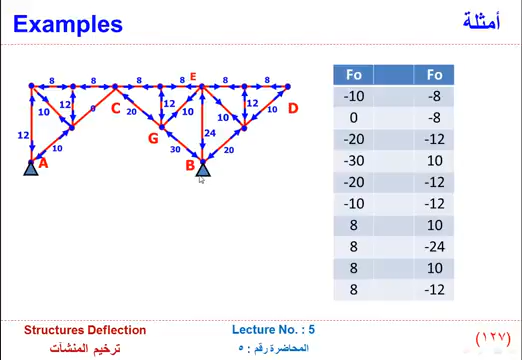 Examples
أمثلة
8 8 8 8 E 8 8
12 12 10 12
10 0 C 20 10 10 D
12 G 24
10 A 30 B 20
Fo Fo
-10 -8
0 -8
-20 -12
-30 10
-20 -12
-10 -12
8 10
8 -24
8 10
8 -12
Structures Deflection
Lecture No. : 5
ترخيم المنشآت
المحاضرة رقم : ٥
(١٢٧)